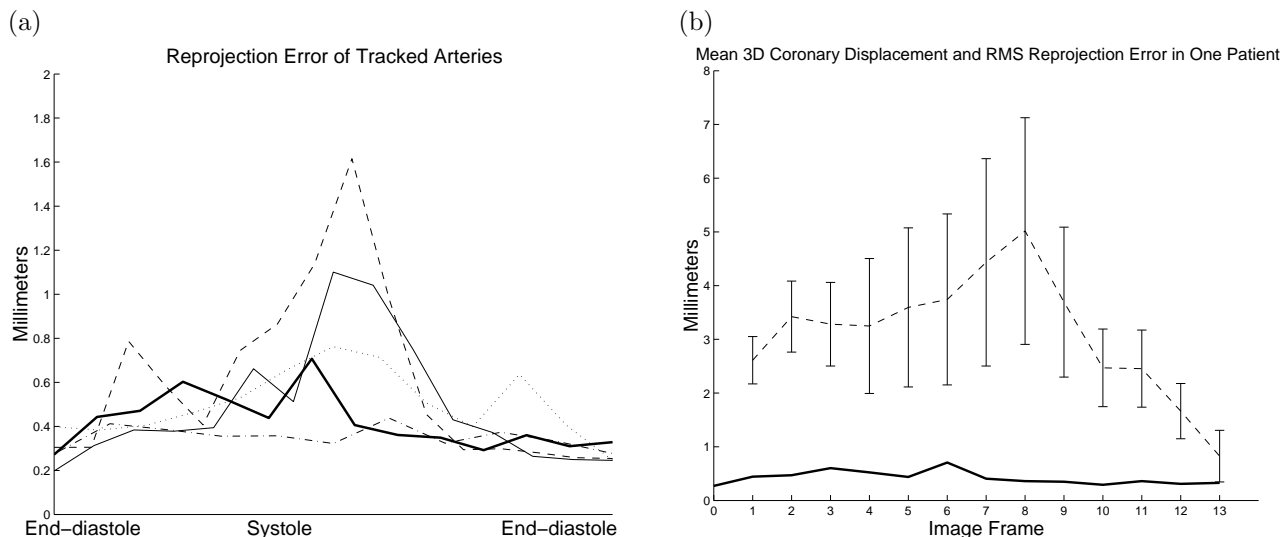 (a)
Reprojection Error of Tracked Arteries
2
1.8
1.6
1.4
1.2
1
0.8
0.6
0.4
0.2
0
Millimeters
End−diastole Systole End−diastole
(b)
Mean 3D Coronary Displacement and RMS Reprojection Error in One Patient
8
7
6
5
4
3
2
1
0
Millimeters
0 1 2 3 4 5 6 7 8 9 10 11 12 13
Image Frame